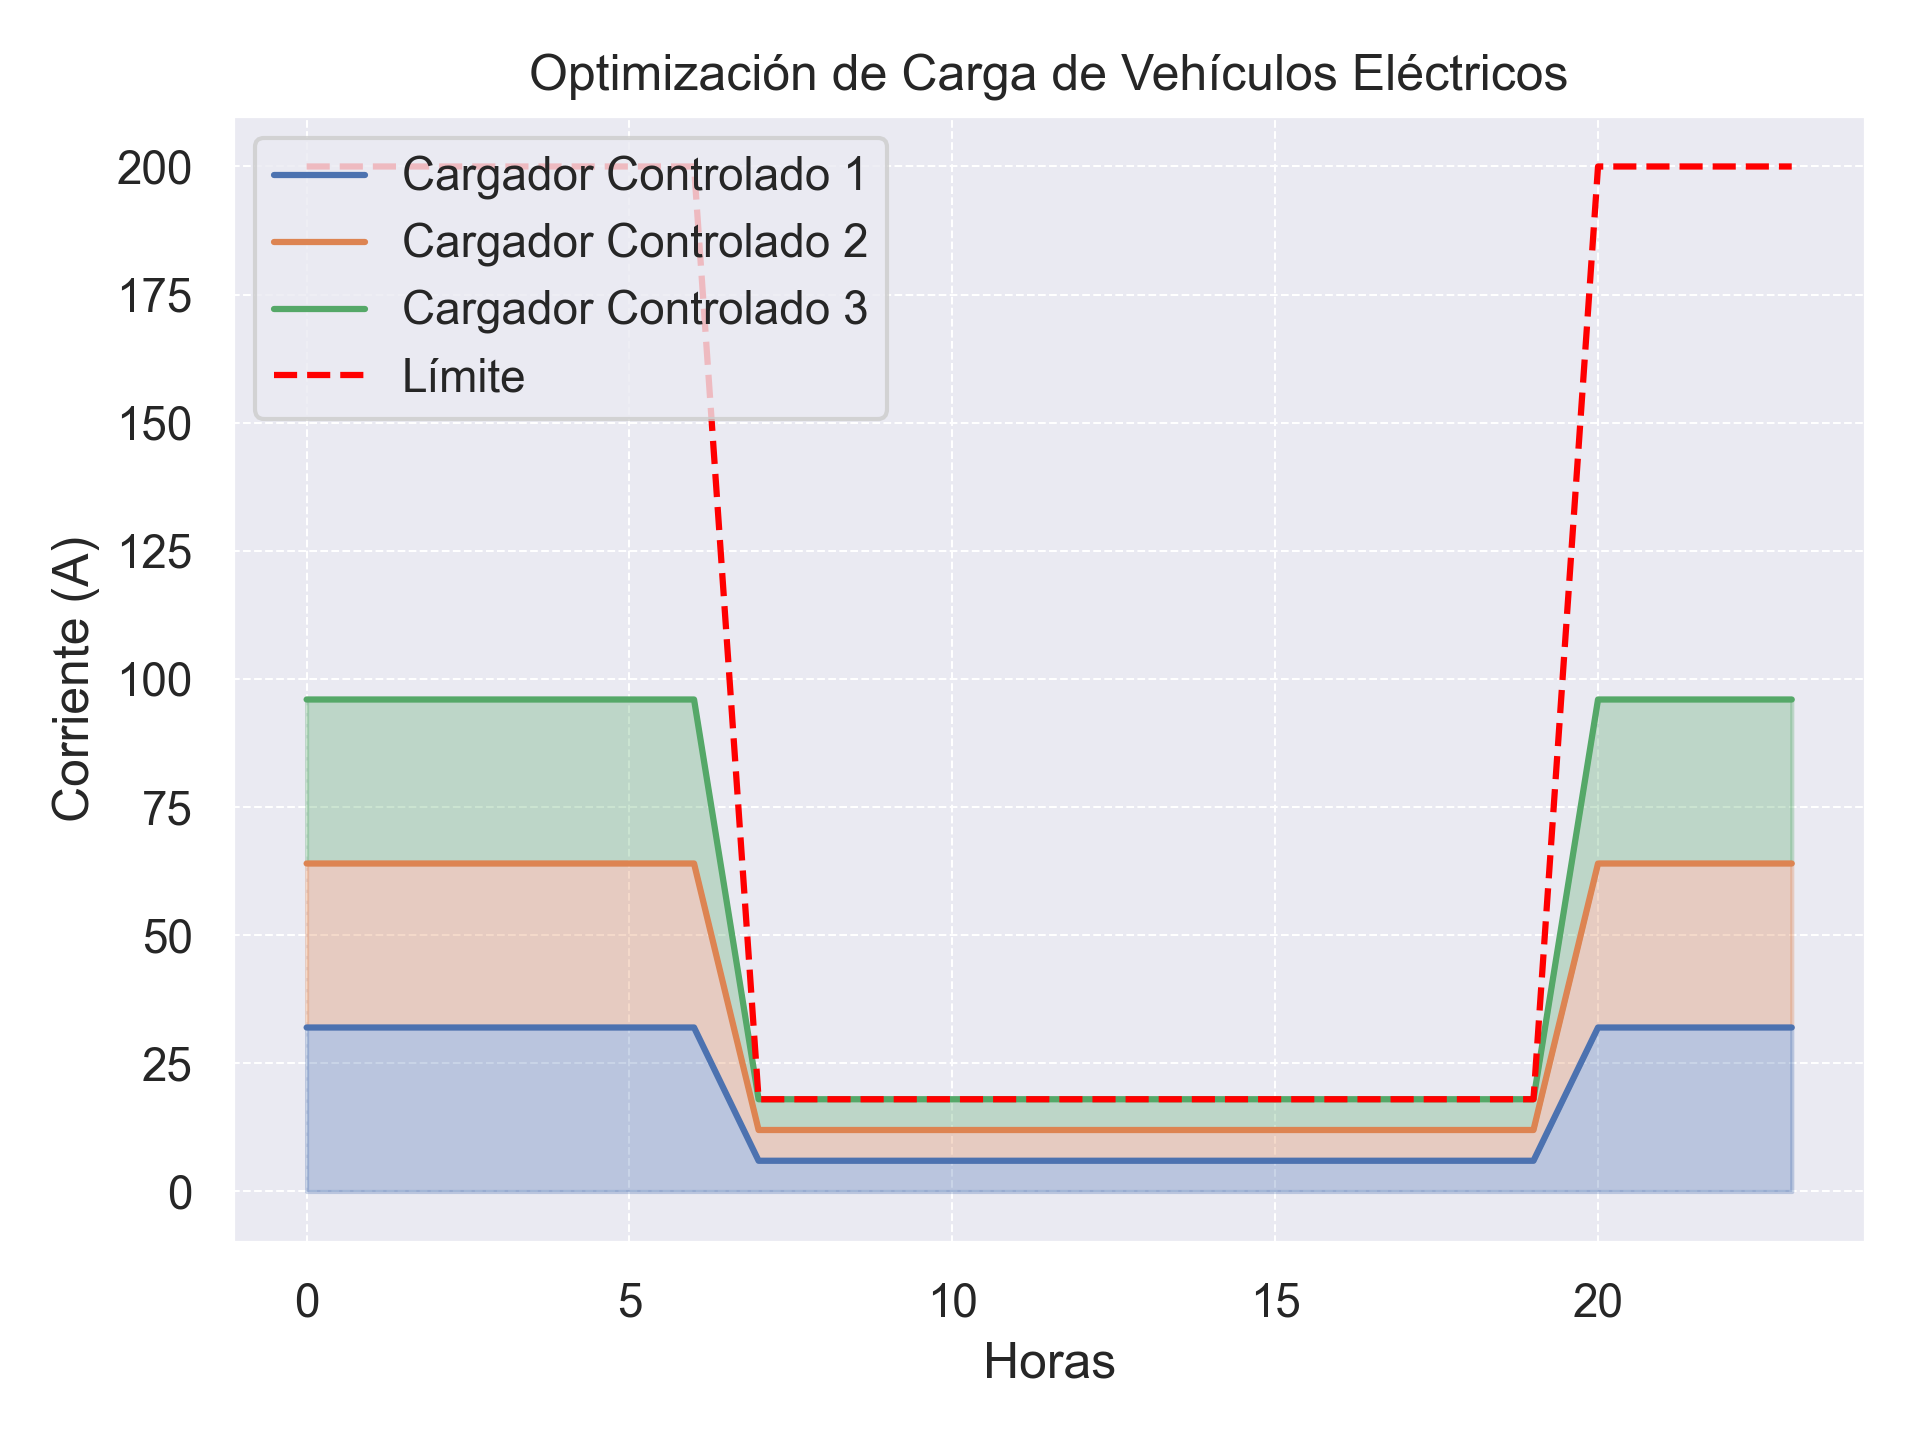 Optimización de Carga de Vehículos Eléctricos
Cargador Controlado 1
Cargador Controlado 2
Cargador Controlado 3
Límite
Corriente (A)
200
175
150
125
100
75
50
25
0
0 5 10 15 20
Horas